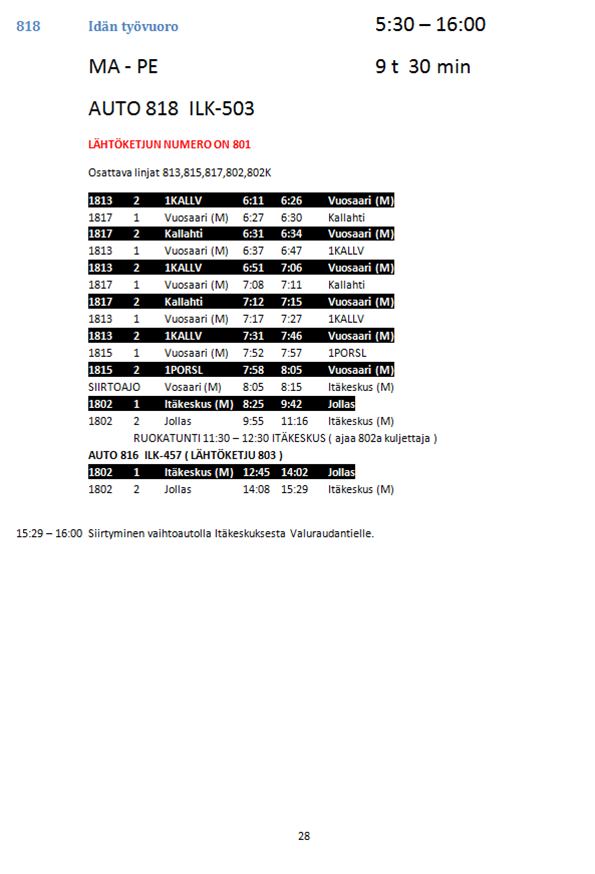 818 Idän työvuoro 5:30 – 16:00
MA - PE 9 t 30 min
AUTO 818 ILK-503
LÄHTÖKETJUN NUMERO ON 801
Osattava linjat 813,815,817,802,802K
1813 2 1KALLV 6:11 6:26 Vuosaari (M)
1817 1 Vuosaari (M) 6:27 6:30 Kallahti
1817 2 Kallahti 6:31 6:34 Vuosaari (M)
1813 1 Vuosaari (M) 6:37 6:47 1KALLV
1813 2 1KALLV 6:51 7:06 Vuosaari (M)
1817 1 Vuosaari (M) 7:08 7:11 Kallahti
1817 2 Kallahti 7:12 7:15 Vuosaari (M)
1813 1 Vuosaari (M) 7:17 7:27 1KALLV
1813 2 1KALLV 7:31 7:46 Vuosaari (M)
1815 1 Vuosaari (M) 7:52 7:57 1PORSL
1815 2 1PORSL 7:58 8:05 Vuosaari (M)
SIIRTOAJO Vosaari (M) 8:05 8:15 Itäkeskus (M)
1802 1 Itäkeskus (M) 8:25 9:42 Jollas
1802 2 Jollas 9:55 11:16 Itäkeskus (M)
RUOKATUNTI 11:30 – 12:30 ITÄKESKUS ( ajaa 802a kuljettaja )
AUTO 816 ILK-457 ( LÄHTÖKETJU 803 )
1802 1 Itäkeskus (M) 12:45 14:02 Jollas
1802 2 Jollas 14:08 15:29 Itäkeskus (M)
15:29 – 16:00 Siirtyminen vaihtoautolla Itäkeskuksesta Valuraudantielle.
28